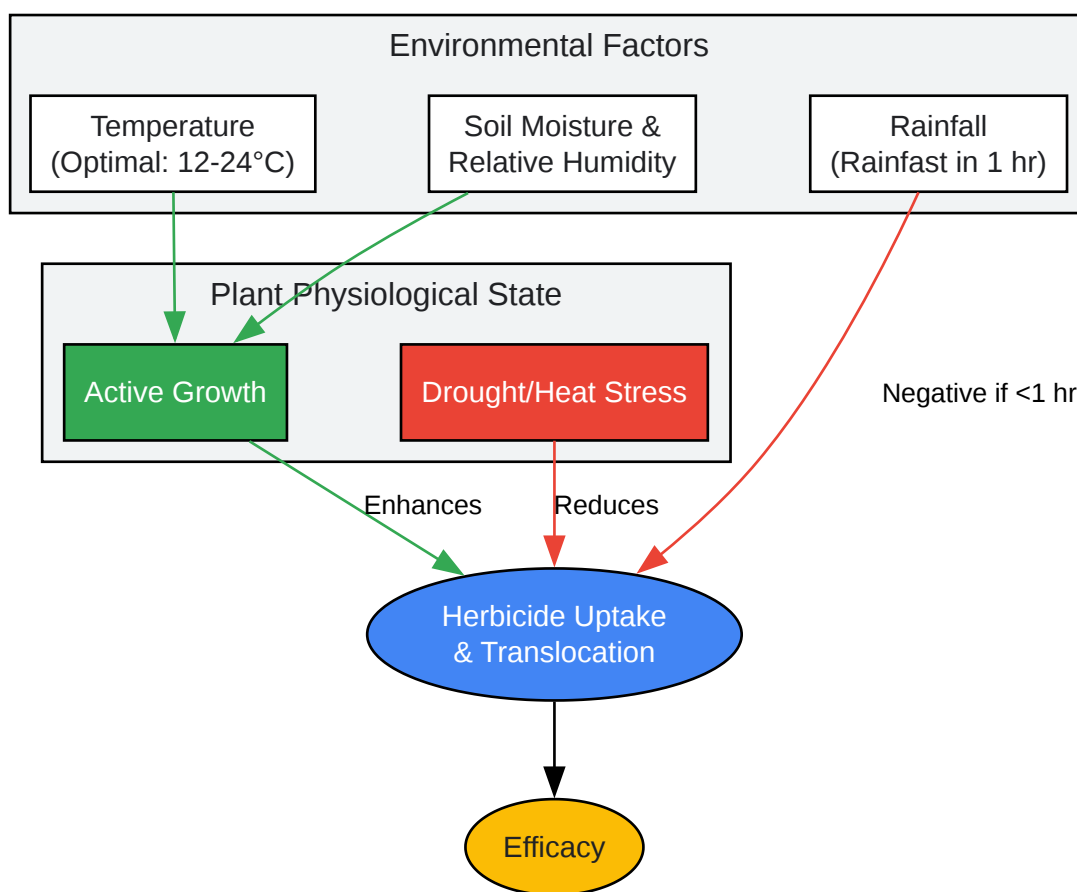 Environmental Factors
Temperature
(Optimal: 12-24°C)
Soil Moisture &
Relative Humidity
Rainfall
(Rainfast in 1 hr)
Plant Physiological State
Active Growth
Drought/Heat Stress
Negative if <1 hr
Enhances
Reduces
Herbicide Uptake
& Translocation
Efficacy